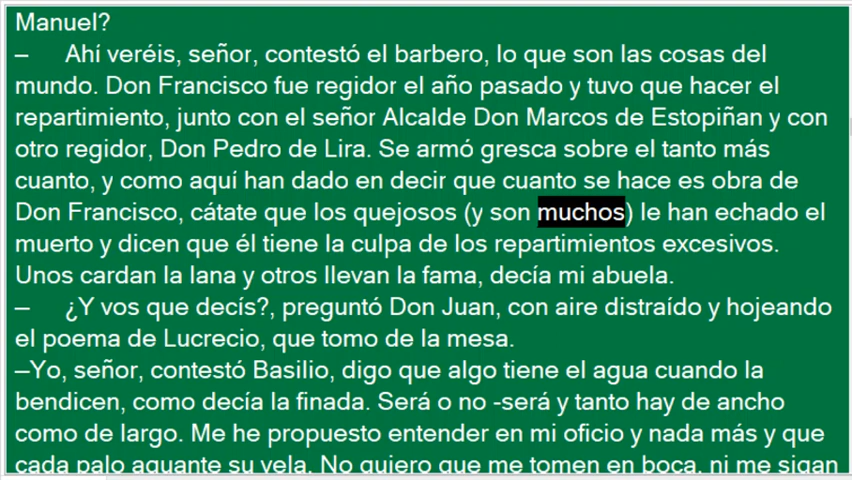 Manuel?
– Ahí veréis, señor, contestó el barbero, lo que son las cosas del
mundo. Don Francisco fue regidor el año pasado y tuvo que hacer el
repartimiento, junto con el señor Alcalde Don Marcos de Estopiñan y con
otro regidor, Don Pedro de Lira. Se armó gresca sobre el tanto más
cuanto, y como aquí han dado en decir que cuanto se hace es obra de
Don Francisco, cátate que los quejosos (y son muchos) le han echado el
muerto y dicen que él tiene la culpa de los repartimientos excesivos.
Unos cardan la lana y otros llevan la fama, decía mi abuela.
– ¿Y vos que decís?, preguntó Don Juan, con aire distraído y hojeando
el poema de Lucrecio, que tomo de la mesa.
–Yo, señor, contestó Basilio, digo que algo tiene el agua cuando la
bendicen, como decía la finada. Será o no -será y tanto hay de ancho
como de largo. Me he propuesto entender en mi oficio y nada más y que
cada palo aguante su vela. No quiero que me tomen en boca, ni me sigan